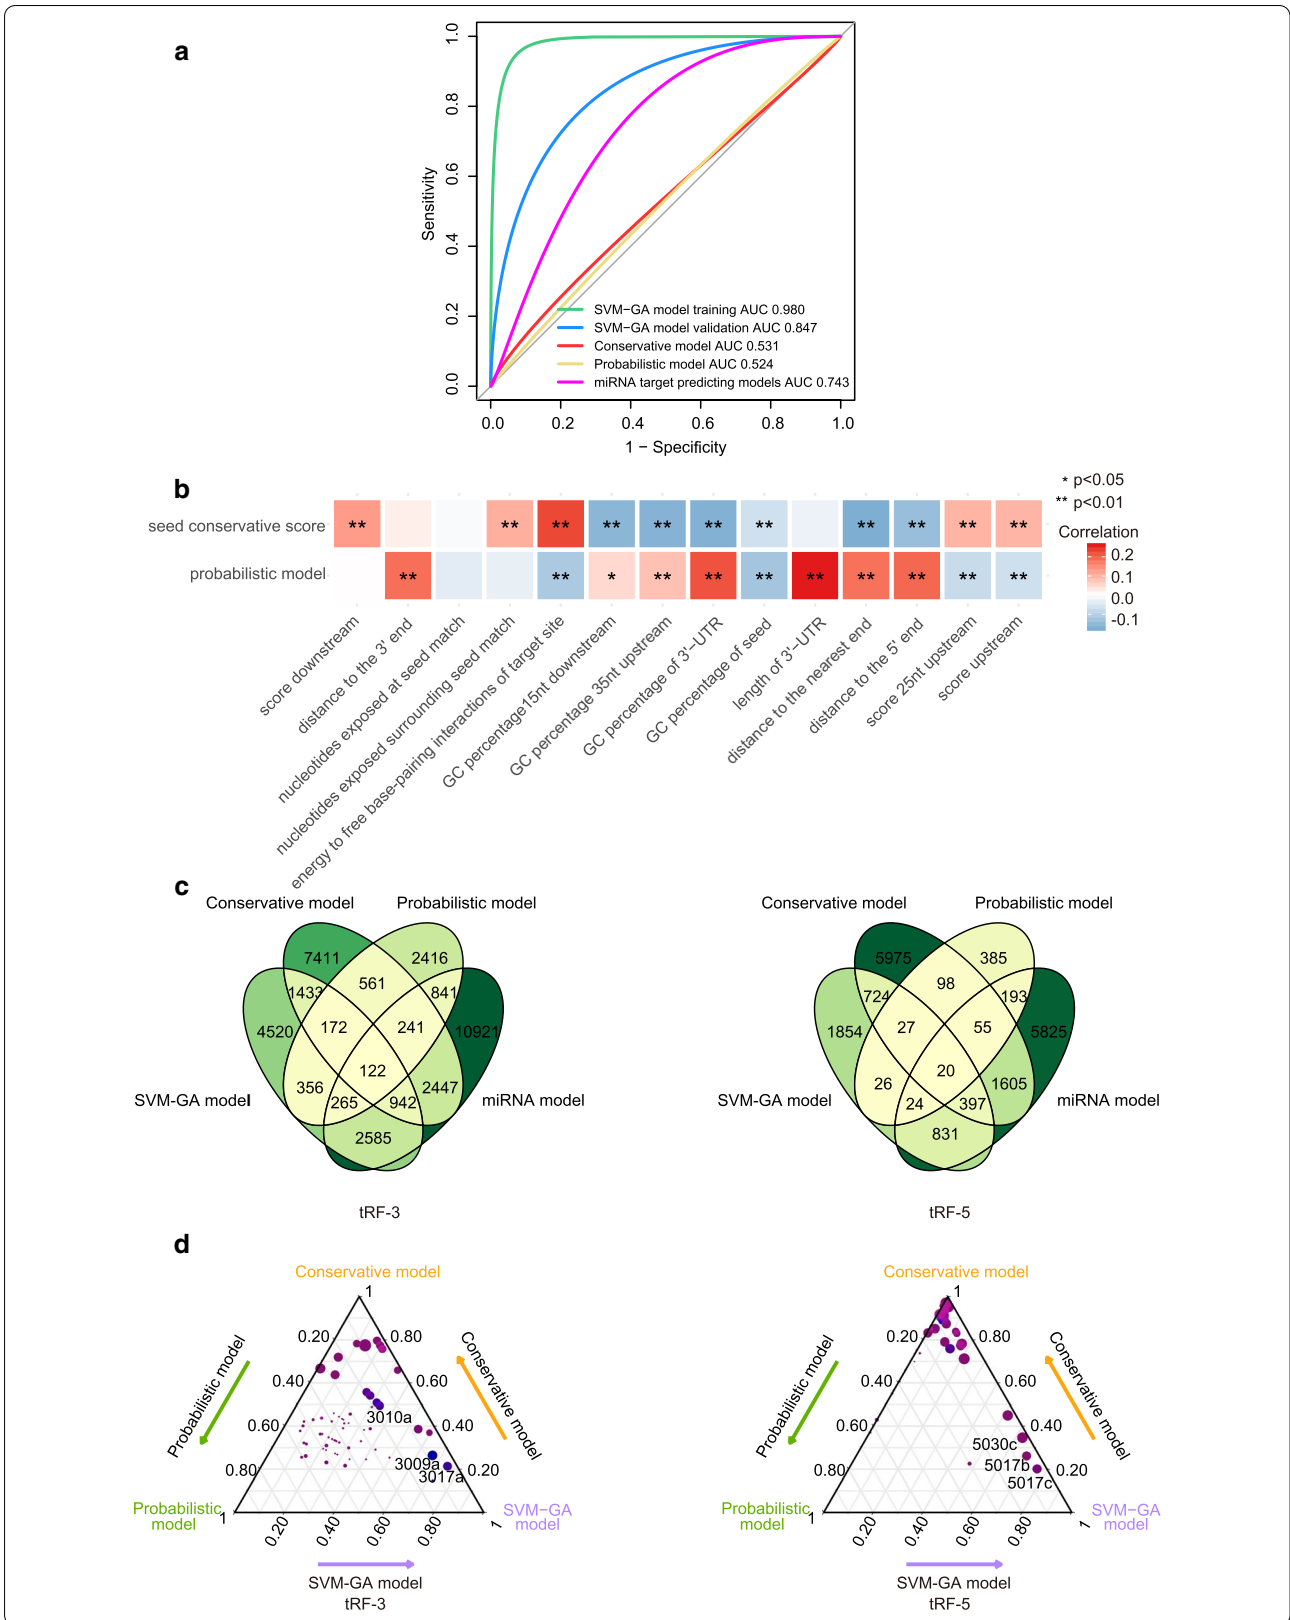 a
Sensitivity
1.0
0.8
0.6
0.4
0.2
0.0
SVM−GA model training AUC 0.980
SVM−GA model validation AUC 0.847
Conservative model AUC 0.531
Probabilistic model AUC 0.524
miRNA target predicting models AUC 0.743
0.0 0.2 0.4 0.6 0.8 1.0
1 − Specificity
b
* p<0.05
** p<0.01
Correlation
0.2
0.1
0.0
-0.1
seed conservative score
** ** ** ** ** ** ** ** ** ** **
probabilistic model
** ** * ** ** ** ** ** ** ** **
score downstream
distance to the 3' end
nucleotides exposed at seed match
nucleotides exposed surrounding seed match
energy to free base-pairing interactions of target site
GC percentage15nt downstream
GC percentage 35nt upstream
GC percentage of 3'−UTR
GC percentage of seed
length of 3'−UTR
distance to the nearest end
distance to the 5' end
score 25nt upstream
score upstream
c
Conservative model Probabilistic model
7411 2416
561
1433 841
4520 172 241 10921
122
356 2447
265 942
SVM-GA model miRNA model
2585
tRF-3
Conservative model Probabilistic model
5975 385
98
724 193
1854 27 55 5825
20
26 1605
24 397
SVM-GA model miRNA model
831
tRF-5
d
Conservative model
1
0.20 0.80
Probabilistic model
Conservative model
0.40 0.60
3010a
0.60 0.40
3009a
0.80 3017a 0.20
Probabilistic
model
1
SVM−GA
model
0.20 0.40 0.60 0.80 1
SVM-GA model
tRF-3
Conservative model
1
0.20 0.80
Probabilistic model
Conservative model
0.40 0.60
0.60 0.40
5030c
5017b
0.80 0.20
5017c
Probabilistic
model
1
SVM−GA
model
0.20 0.40 0.60 0.80 1
SVM-GA model
tRF-5